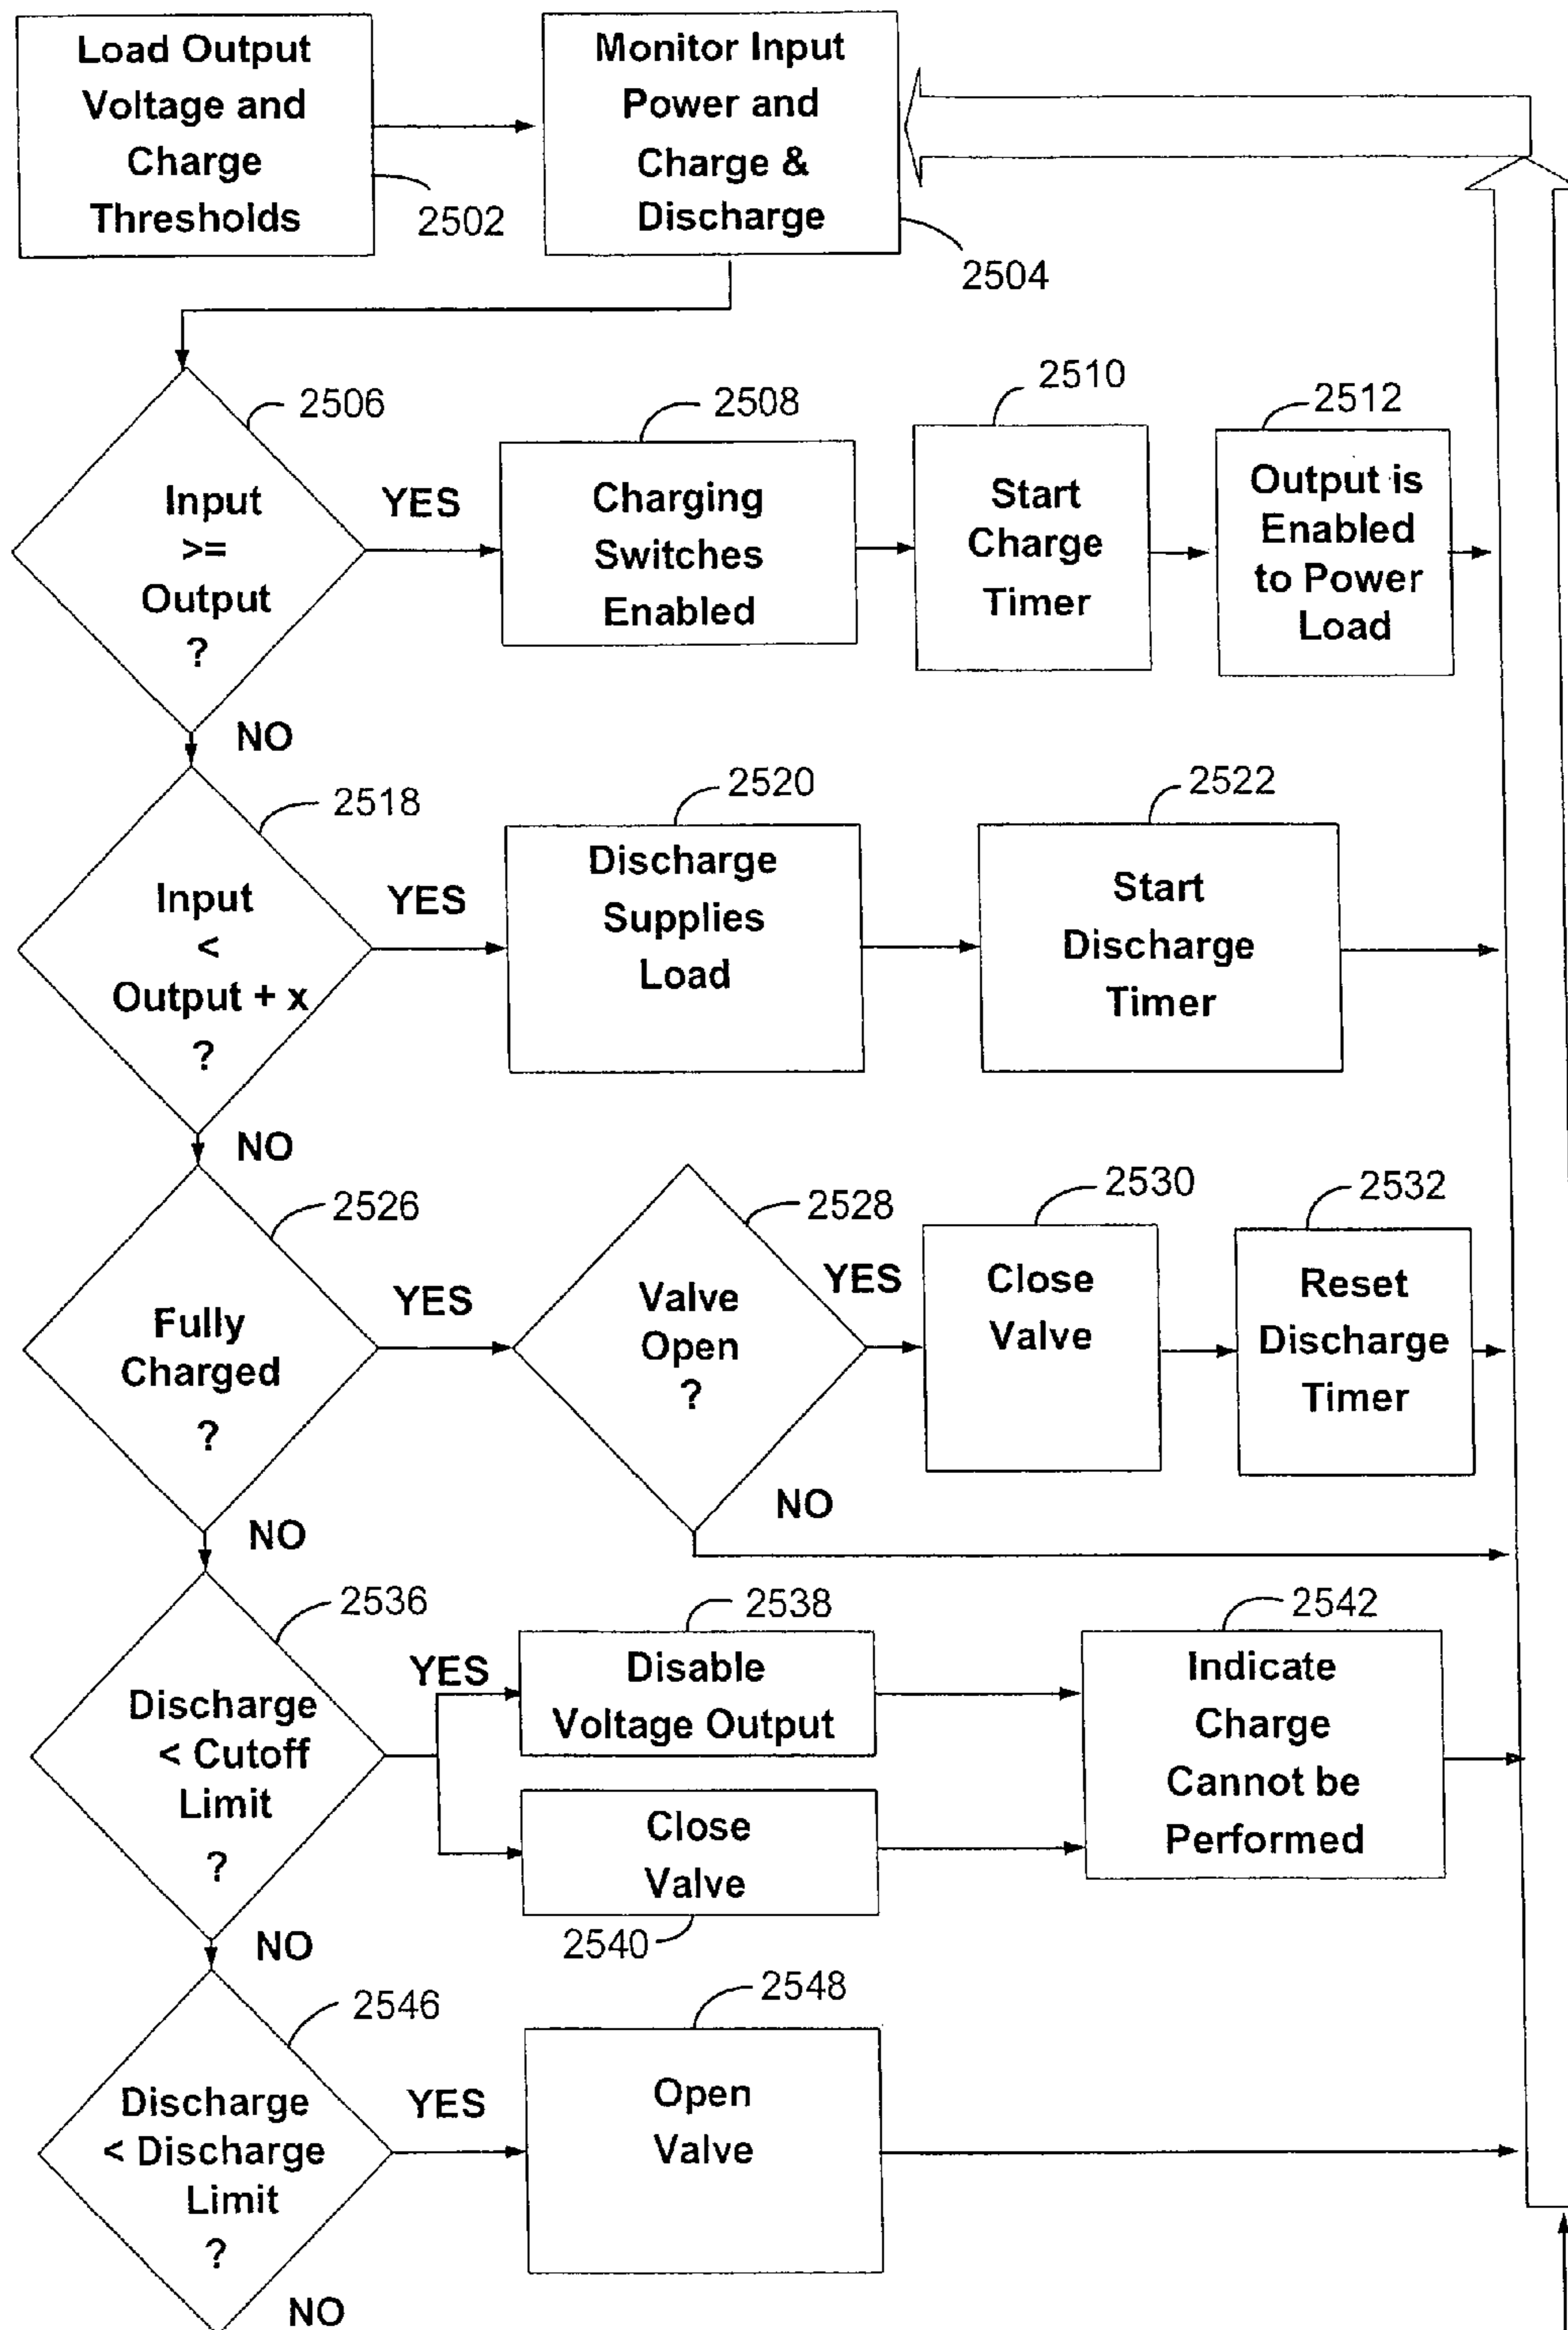 Load Output
Voltage and
Charge
Thresholds
2502
Monitor Input
Power and
Charge &
Discharge
2504
2506
Input
>=
Output
?
YES
2508
Charging
Switches
Enabled
2510
Start
Charge
Timer
2512
Output is
Enabled
to Power
Load
NO
2518
Input
<
Output + x
?
YES
2520
Discharge
Supplies
Load
2522
Start
Discharge
Timer
NO
2526
Fully
Charged
?
YES
2528
Valve
Open
?
YES
2530
Close
Valve
2532
Reset
Discharge
Timer
NO
NO
2536
Discharge
< Cutoff
Limit
?
YES
2538
Disable
Voltage Output
Close
Valve
2540
2542
Indicate
Charge
Cannot be
Performed
NO
2546
Discharge
< Discharge
Limit
?
YES
2548
Open
Valve
NO